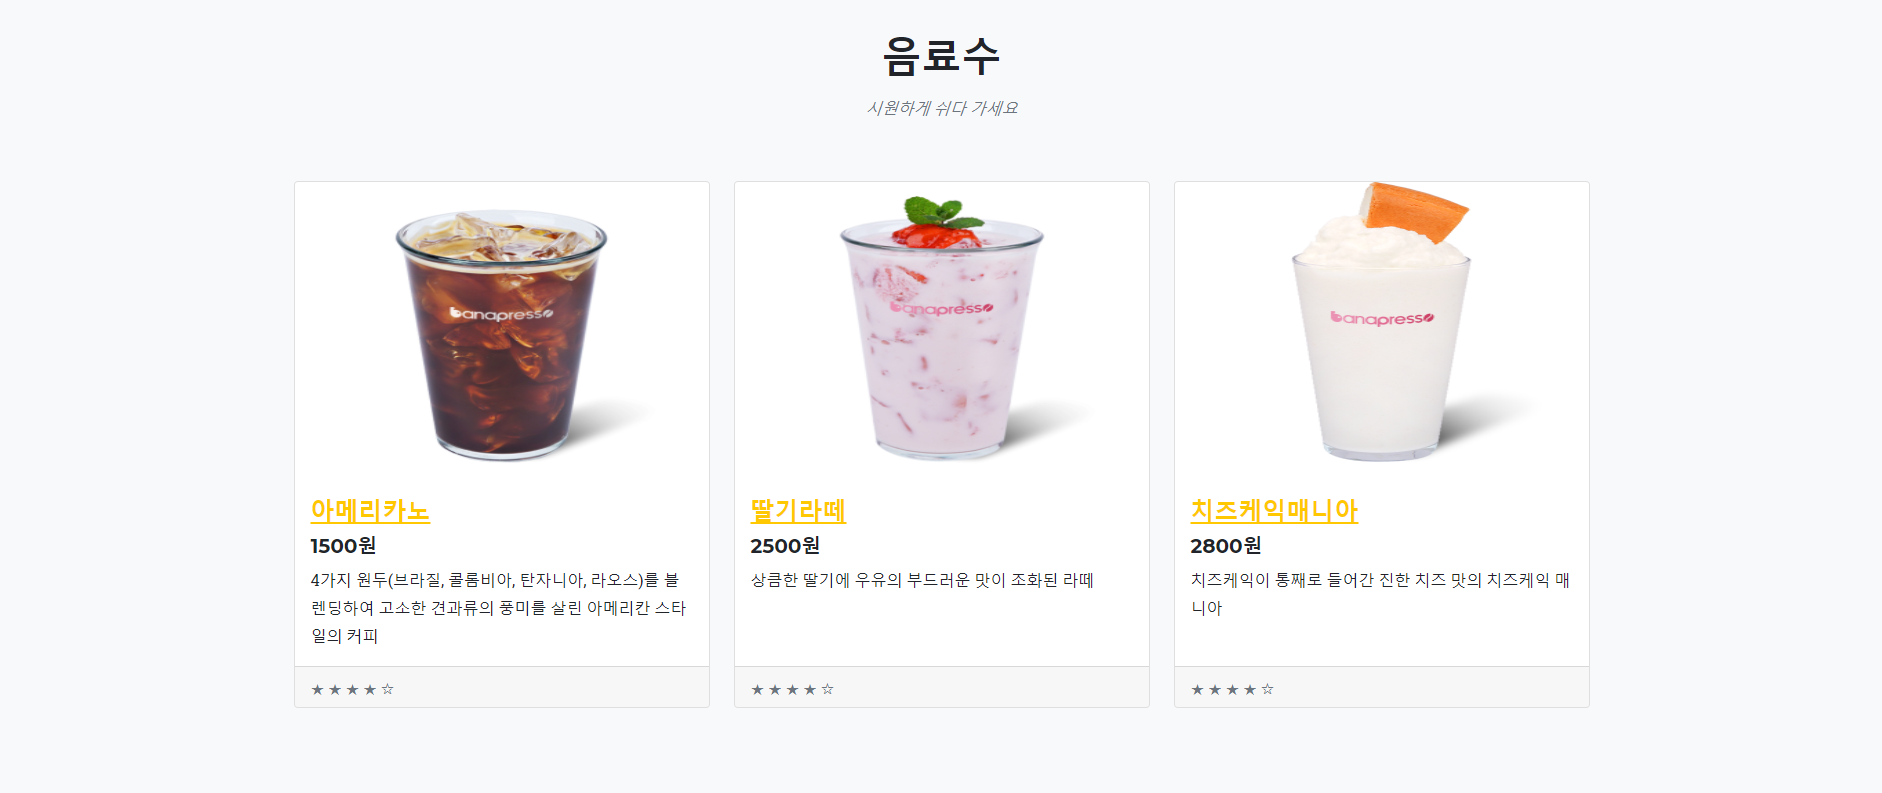 음료수
시원하게 쉬다 가세요
banapresso
banapresso
banapresso
아메리카노
1500원
4가지 원두(브라질, 콜롬비아, 탄자니아, 라오스)를 블
렌딩하여 고소한 견과류의 풍미를 살린 아메리칸 스타
일의 커피
★ ★ ★ ★ ☆
딸기라떼
2500원
상큼한 딸기에 우유의 부드러운 맛이 조화된 라떼
★ ★ ★ ★ ☆
치즈케익매니아
2800원
치즈케익이 통째로 들어간 진한 치즈 맛의 치즈케익 매
니아
★ ★ ★ ★ ☆